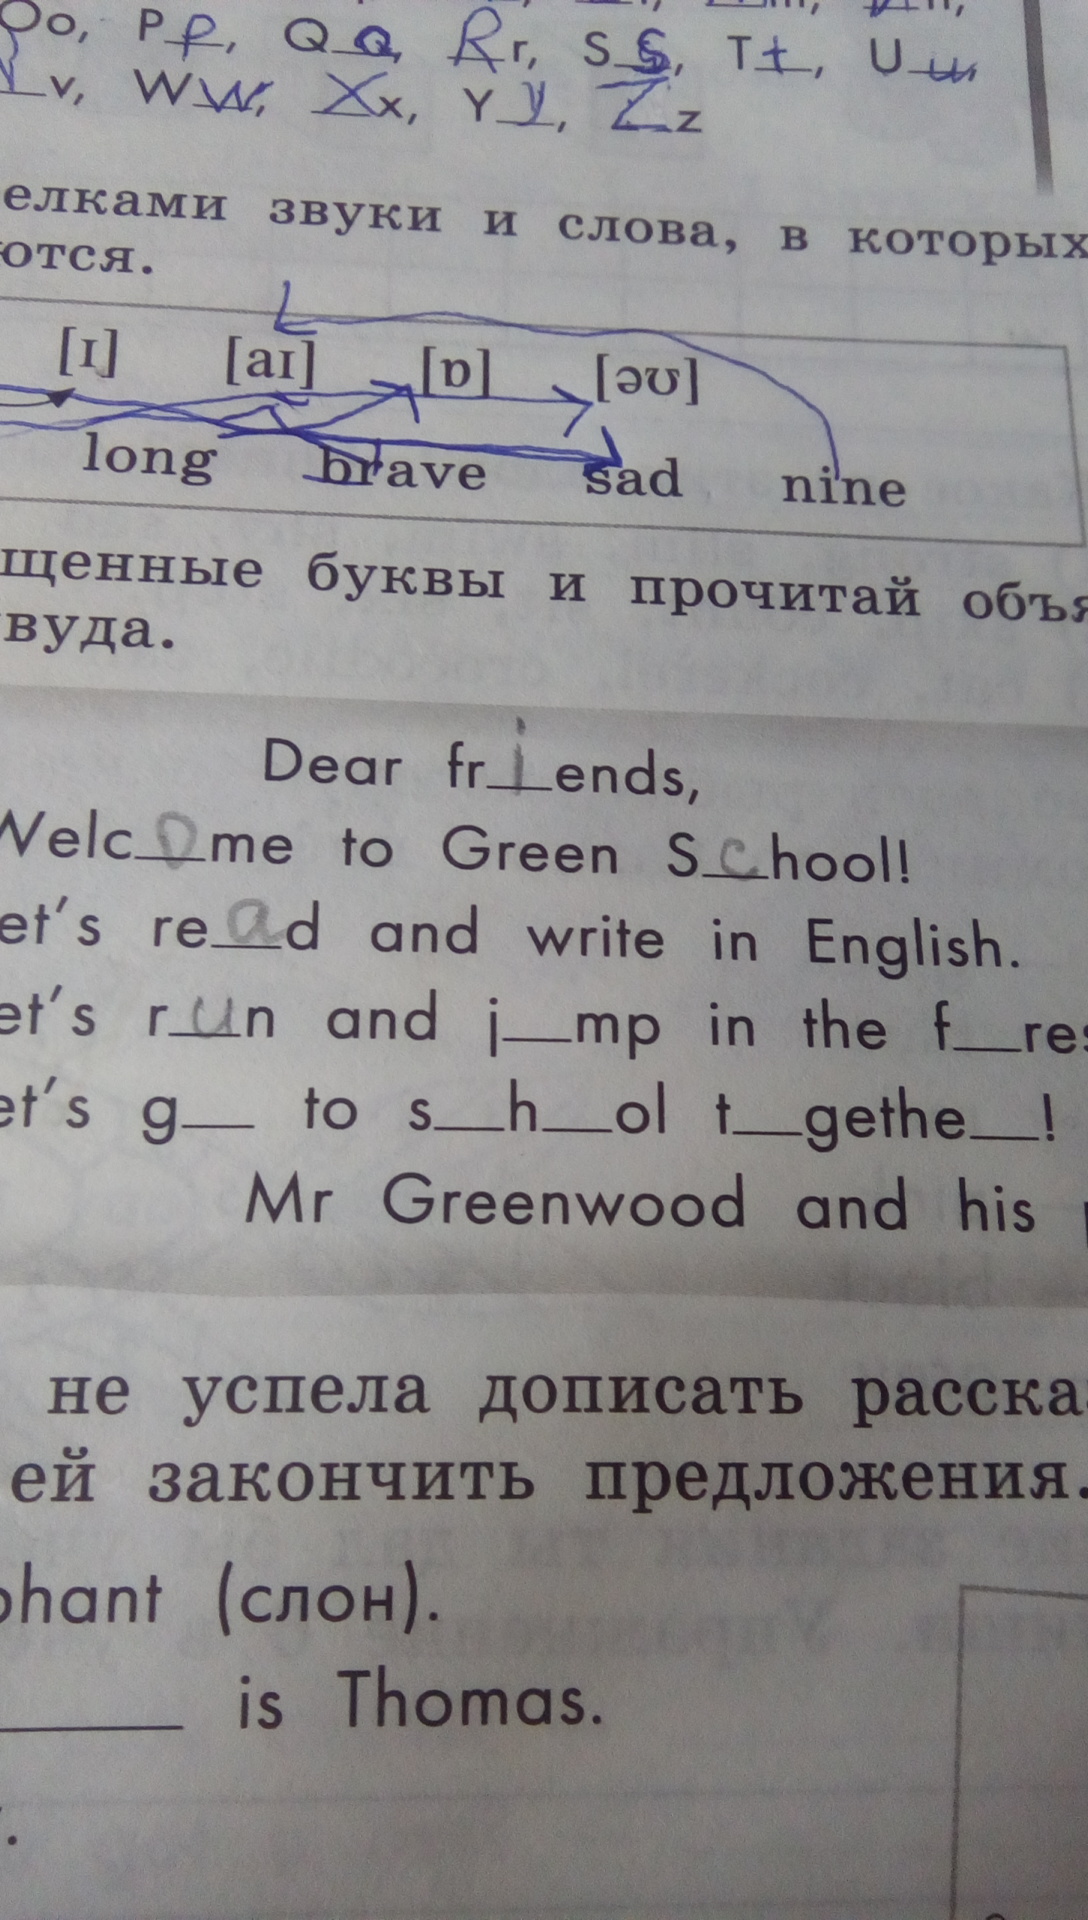 Oo, Pp, QQ, Rr, Ss, Tt, Uu,
v, Ww, Xx, Yy, Zz
елками звуки и слова, в которых
ются.
[ɪ] [aɪ] [ɒ] [əʊ]
long brave sad nine
щенные буквы и прочитай объя
вуда.
Dear friends,
Welcome to Green School!
et's read and write in English.
et's run and j__mp in the f__res
et's g__ to s__h__ol t__gethe__!
Mr Greenwood and his
не успела дописать расска
ей закончить предложения.
phant (слон).
______ is Thomas.